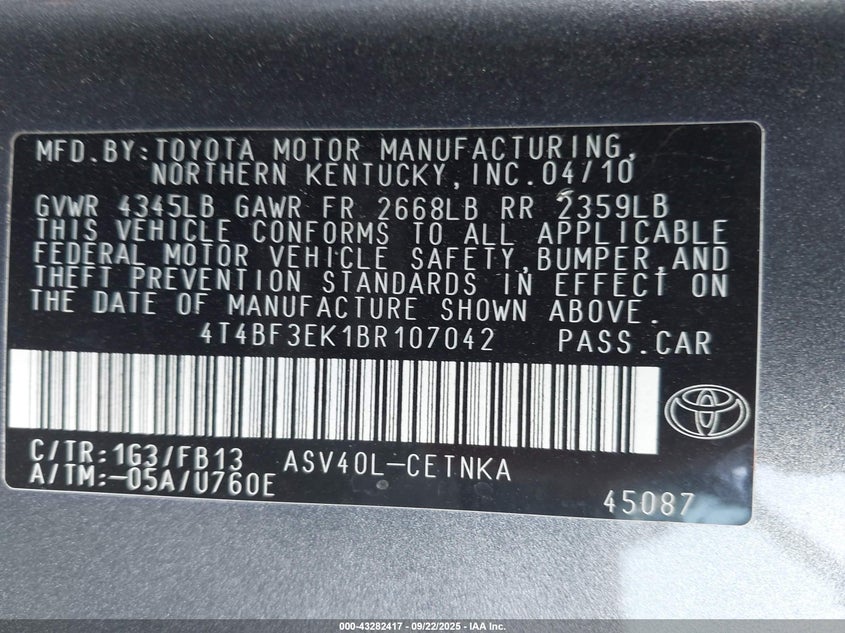 MFD.BY:TOYOTA MOTOR MANUFACTURING,
NORTHERN KENTUCKY,INC.04/10
GVWR 4345LB GAWR FR 2668LB RR 2359LB
THIS VEHICLE CONFORMS TO ALL APPLICABLE
FEDERAL MOTOR VEHICLE SAFETY,BUMPER,AND
THEFT PREVENTION STANDARDS IN EFFECT ON
THE DATE OF MANUFACTURE SHOWN ABOVE.
4T4BF3EK1BR107042 PASS.CAR
C/TR:1G3/FB13 ASV40L-CETNKA
A/TM:-05A/U760E
45087
000-43282417 - 09/22/2025 - IAA Inc.